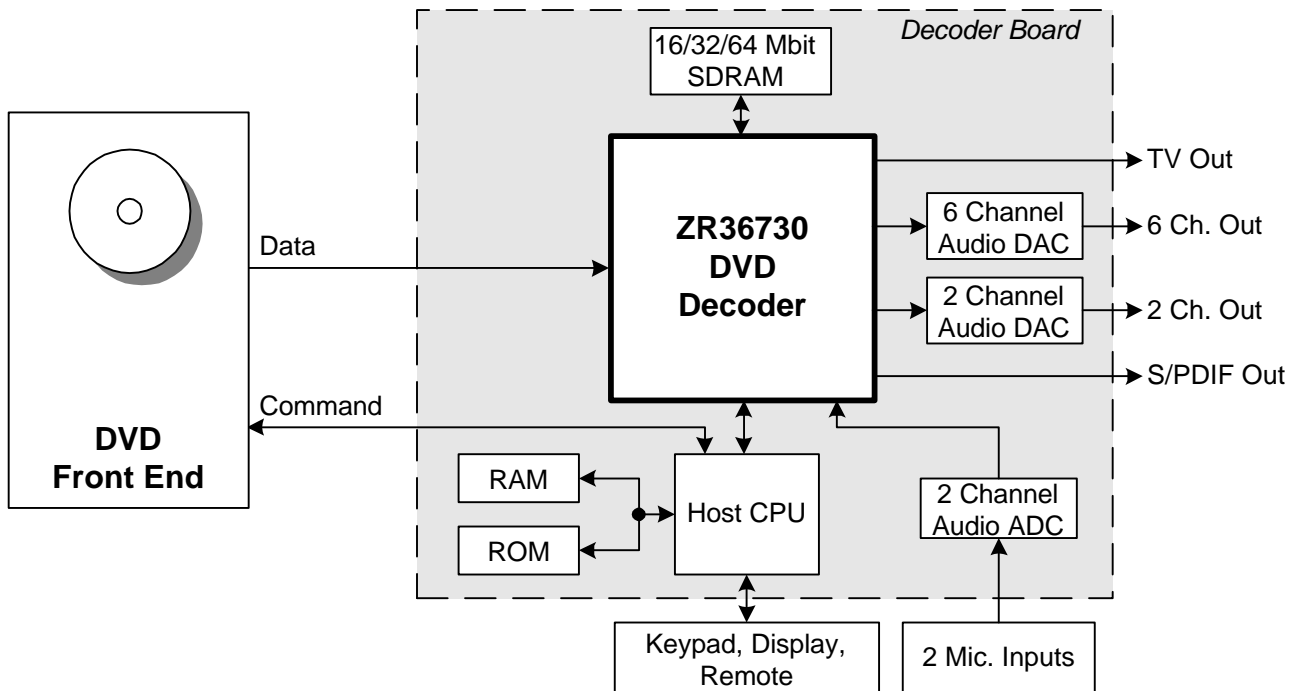 Decoder Board
16/32/64 Mbit
SDRAM
TV Out
6 Channel
Audio DAC
6 Ch. Out
ZR36730
DVD
Decoder
Data
2 Channel
Audio DAC
2 Ch. Out
S/PDIF Out
Command
DVD
Front End
RAM
ROM
Host CPU
2 Channel
Audio ADC
Keypad, Display,
Remote
2 Mic. Inputs